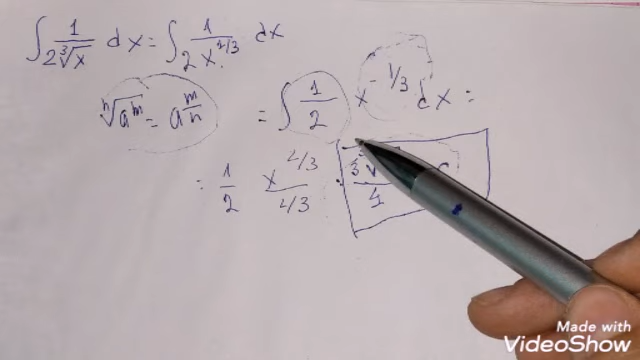 ∫ 1/(2∛x) dx = ∫ 1/(2x^(1/3)) dx
ⁿ√(a^m) = a^(m/n) = ∫ 1/2 x^(-1/3) dx =
= 1/2 x^(2/3)/(2/3)
Made with
VideoShow